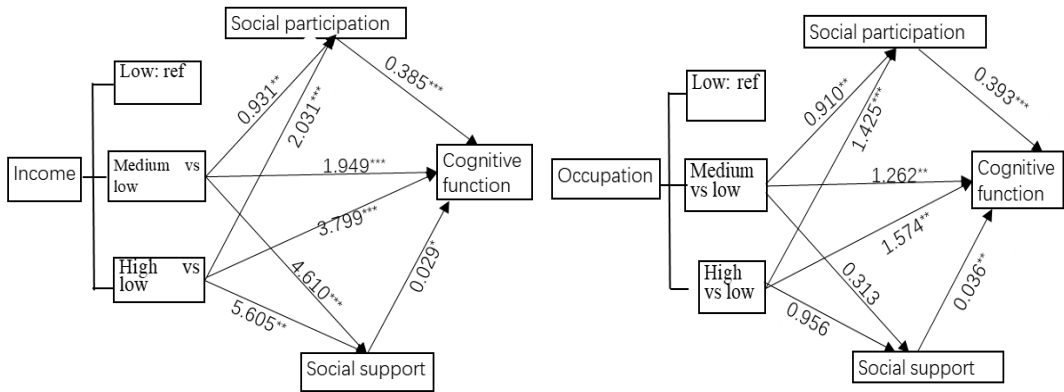 Social participation
Low: ref
0.931**
2.031***
0.385***
Income
Medium vs
low
1.949***
Cognitive
function
3.799***
High vs
low
4.610***
0.029*
5.605**
Social support
Social participation
Low: ref
0.910**
1.425***
0.393***
Occupation
Medium
vs low
1.262**
Cognitive
function
1.574**
High
vs low
0.313
0.036**
0.956
Social support